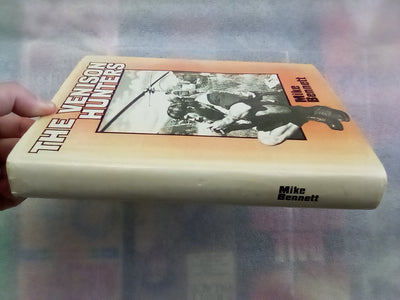 THE VENISON
HUNTERS
Mike
Bennett
Mike
Bennett